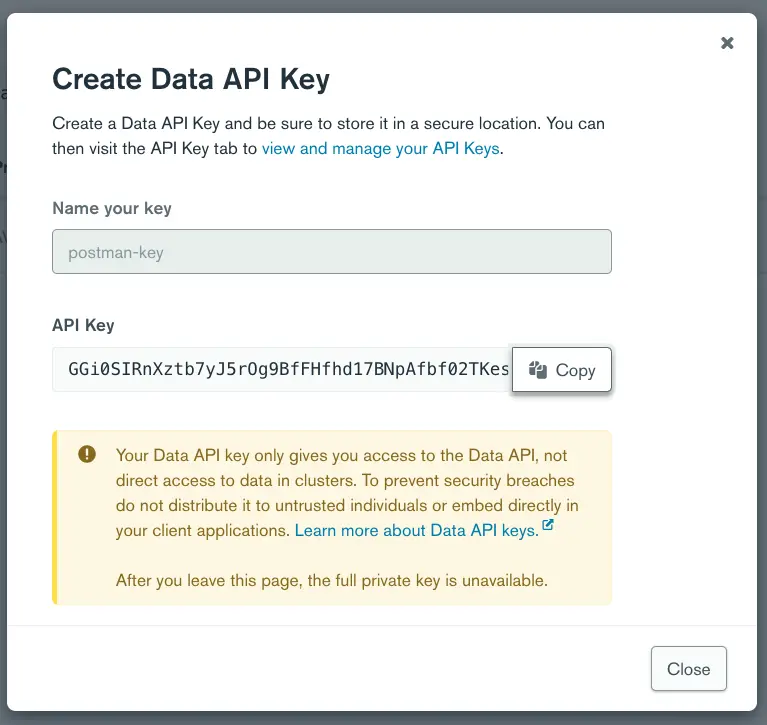 Create Data API Key
Create a Data API Key and be sure to store it in a secure location. You can
then visit the API Key tab to view and manage your API Keys.
Name your key
postman-key
API Key
GGi0SIRnXztb7yJ5rOg9BfFHfhd17BNpAfbf02TKes
Copy
Your Data API key only gives you access to the Data API, not
direct access to data in clusters. To prevent security breaches
do not distribute it to untrusted individuals or embed directly in
your client applications. Learn more about Data API keys.
After you leave this page, the full private key is unavailable.
Close